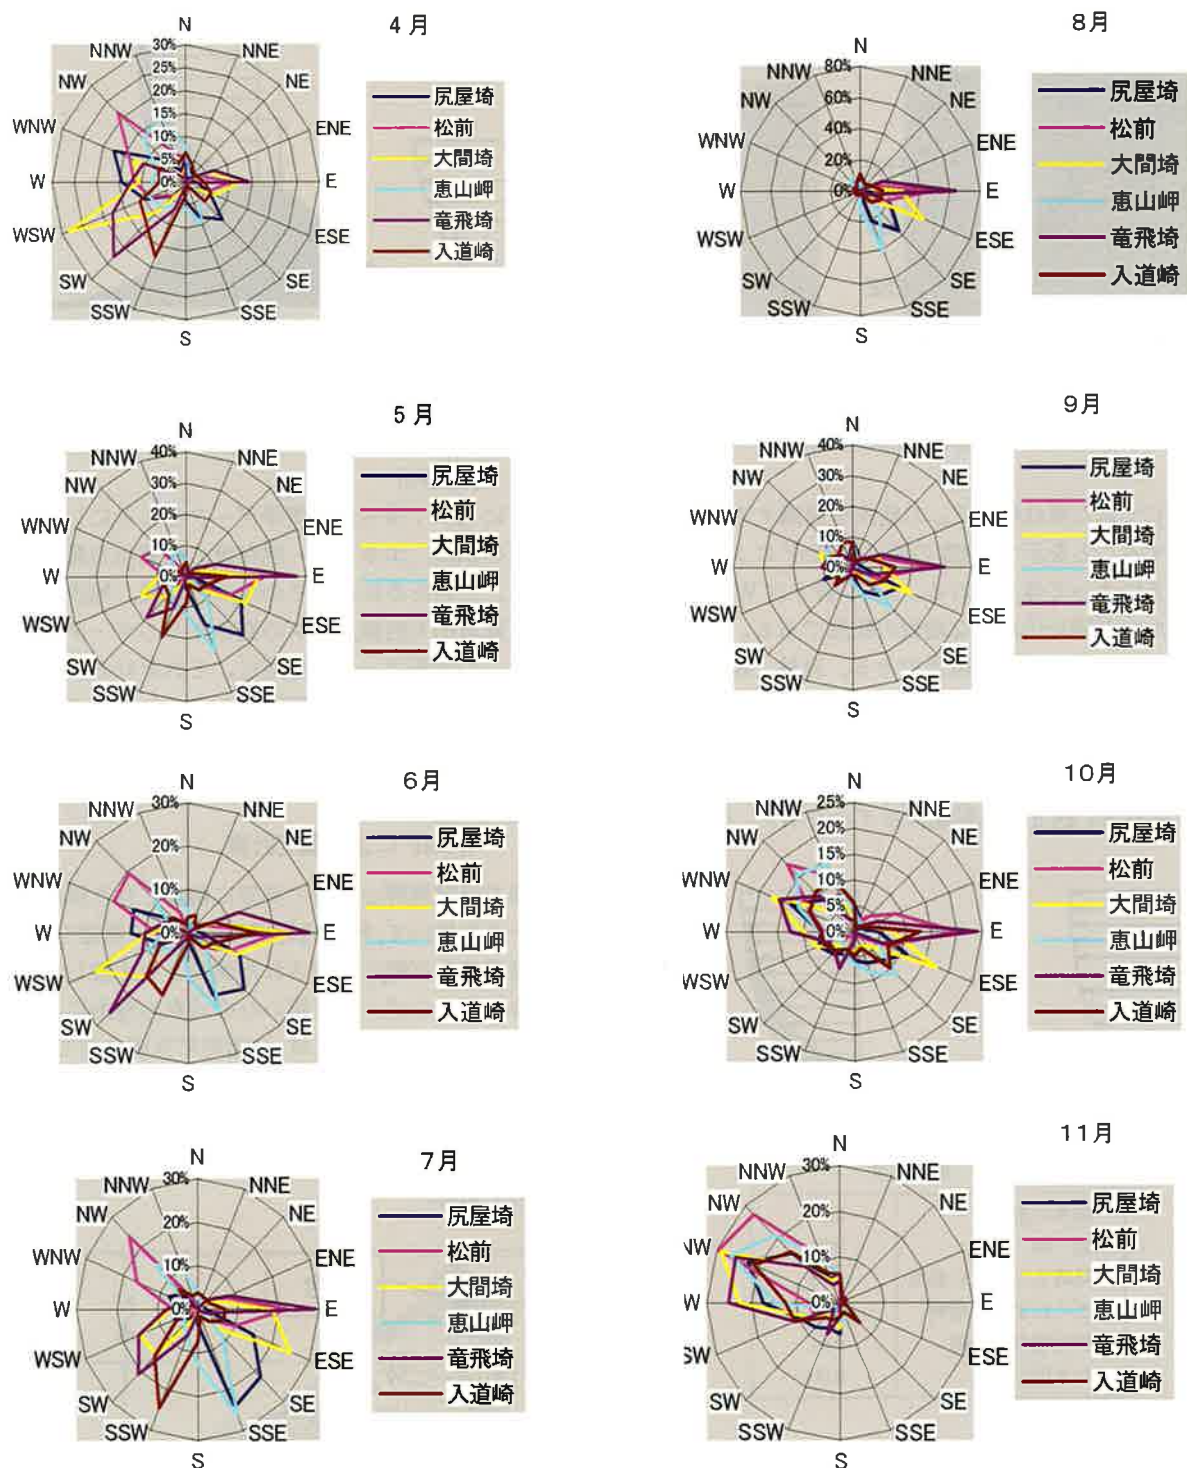 4月
N
NNE
NE
ENE
E
ESE
SE
SSE
S
SSW
SW
WSW
W
WNW
NW
NNW
30%
25%
20%
15%
10%
5%
0%
尻屋埼
松前
大間埼
恵山岬
竜飛埼
入道崎
5月
N
NNE
NE
ENE
E
ESE
SE
SSE
S
SSW
SW
WSW
W
WNW
NW
NNW
40%
30%
20%
10%
0%
尻屋埼
松前
大間埼
恵山岬
竜飛埼
入道崎
6月
N
NNE
NE
ENE
E
ESE
SE
SSE
S
SSW
SW
WSW
W
WNW
NW
NNW
30%
20%
10%
0%
尻屋埼
松前
大間埼
恵山岬
竜飛埼
入道崎
7月
N
NNE
NE
ENE
E
ESE
SE
SSE
S
SSW
SW
WSW
W
WNW
NW
NNW
30%
20%
10%
0%
尻屋埼
松前
大間埼
恵山岬
竜飛埼
入道崎
8月
N
NNE
NE
ENE
E
ESE
SE
SSE
S
SSW
SW
WSW
W
WNW
NW
NNW
80%
60%
40%
20%
0%
尻屋埼
松前
大間埼
恵山岬
竜飛埼
入道崎
9月
N
NNE
NE
ENE
E
ESE
SE
SSE
S
SSW
SW
WSW
W
WNW
NW
NNW
40%
30%
20%
10%
0%
尻屋埼
松前
大間埼
恵山岬
竜飛埼
入道崎
10月
N
NNE
NE
ENE
E
ESE
SE
SSE
S
SSW
SW
WSW
W
WNW
NW
NNW
25%
20%
15%
10%
5%
0%
尻屋埼
松前
大間埼
恵山岬
竜飛埼
入道崎
11月
N
NNE
NE
ENE
E
ESE
SE
SSE
S
SSW
SW
SW
W
NW
NW
NNW
30%
20%
10%
0%
尻屋埼
松前
大間埼
恵山岬
竜飛埼
入道崎